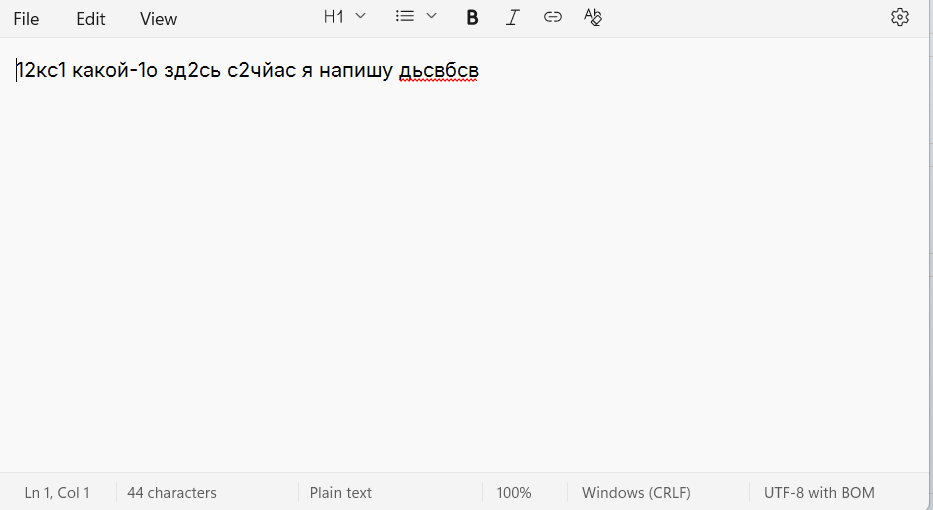 File Edit View H1 B I A
12кс1 какой-1о зд2сь с2чйас я напишу дьсвбсв
Ln 1, Col 1 44 characters Plain text 100% Windows (CRLF) UTF-8 with BOM